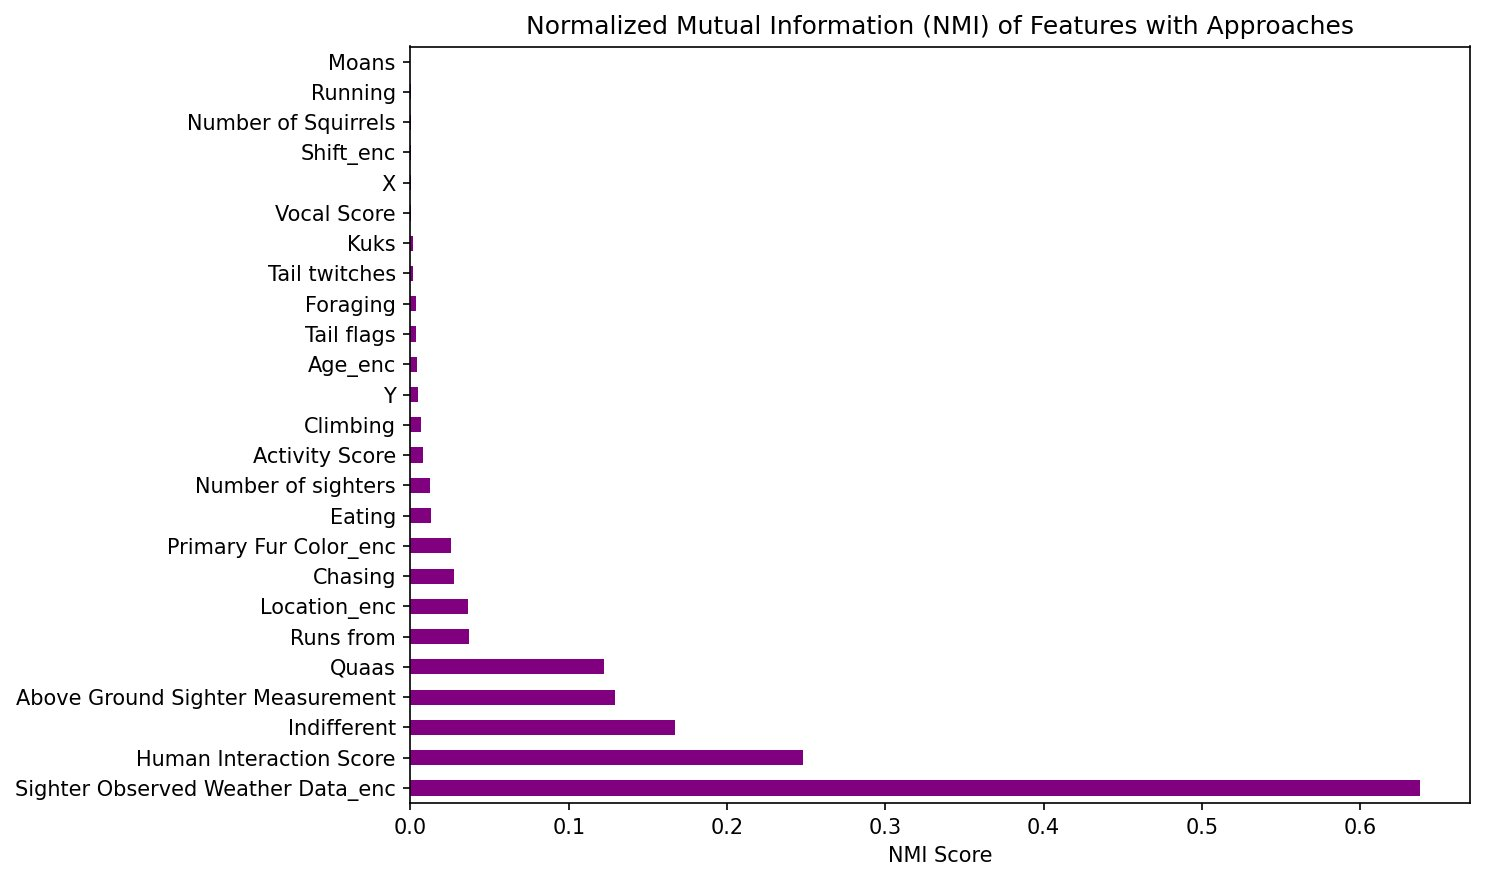 Normalized Mutual Information (NMI) of Features with Approaches
Moans
Running
Number of Squirrels
Shift_enc
X
Vocal Score
Kuks
Tail twitches
Foraging
Tail flags
Age_enc
Y
Climbing
Activity Score
Number of sighters
Eating
Primary Fur Color_enc
Chasing
Location_enc
Runs from
Quaas
Above Ground Sighter Measurement
Indifferent
Human Interaction Score
Sighter Observed Weather Data_enc
0.0 0.1 0.2 0.3 0.4 0.5 0.6
NMI Score